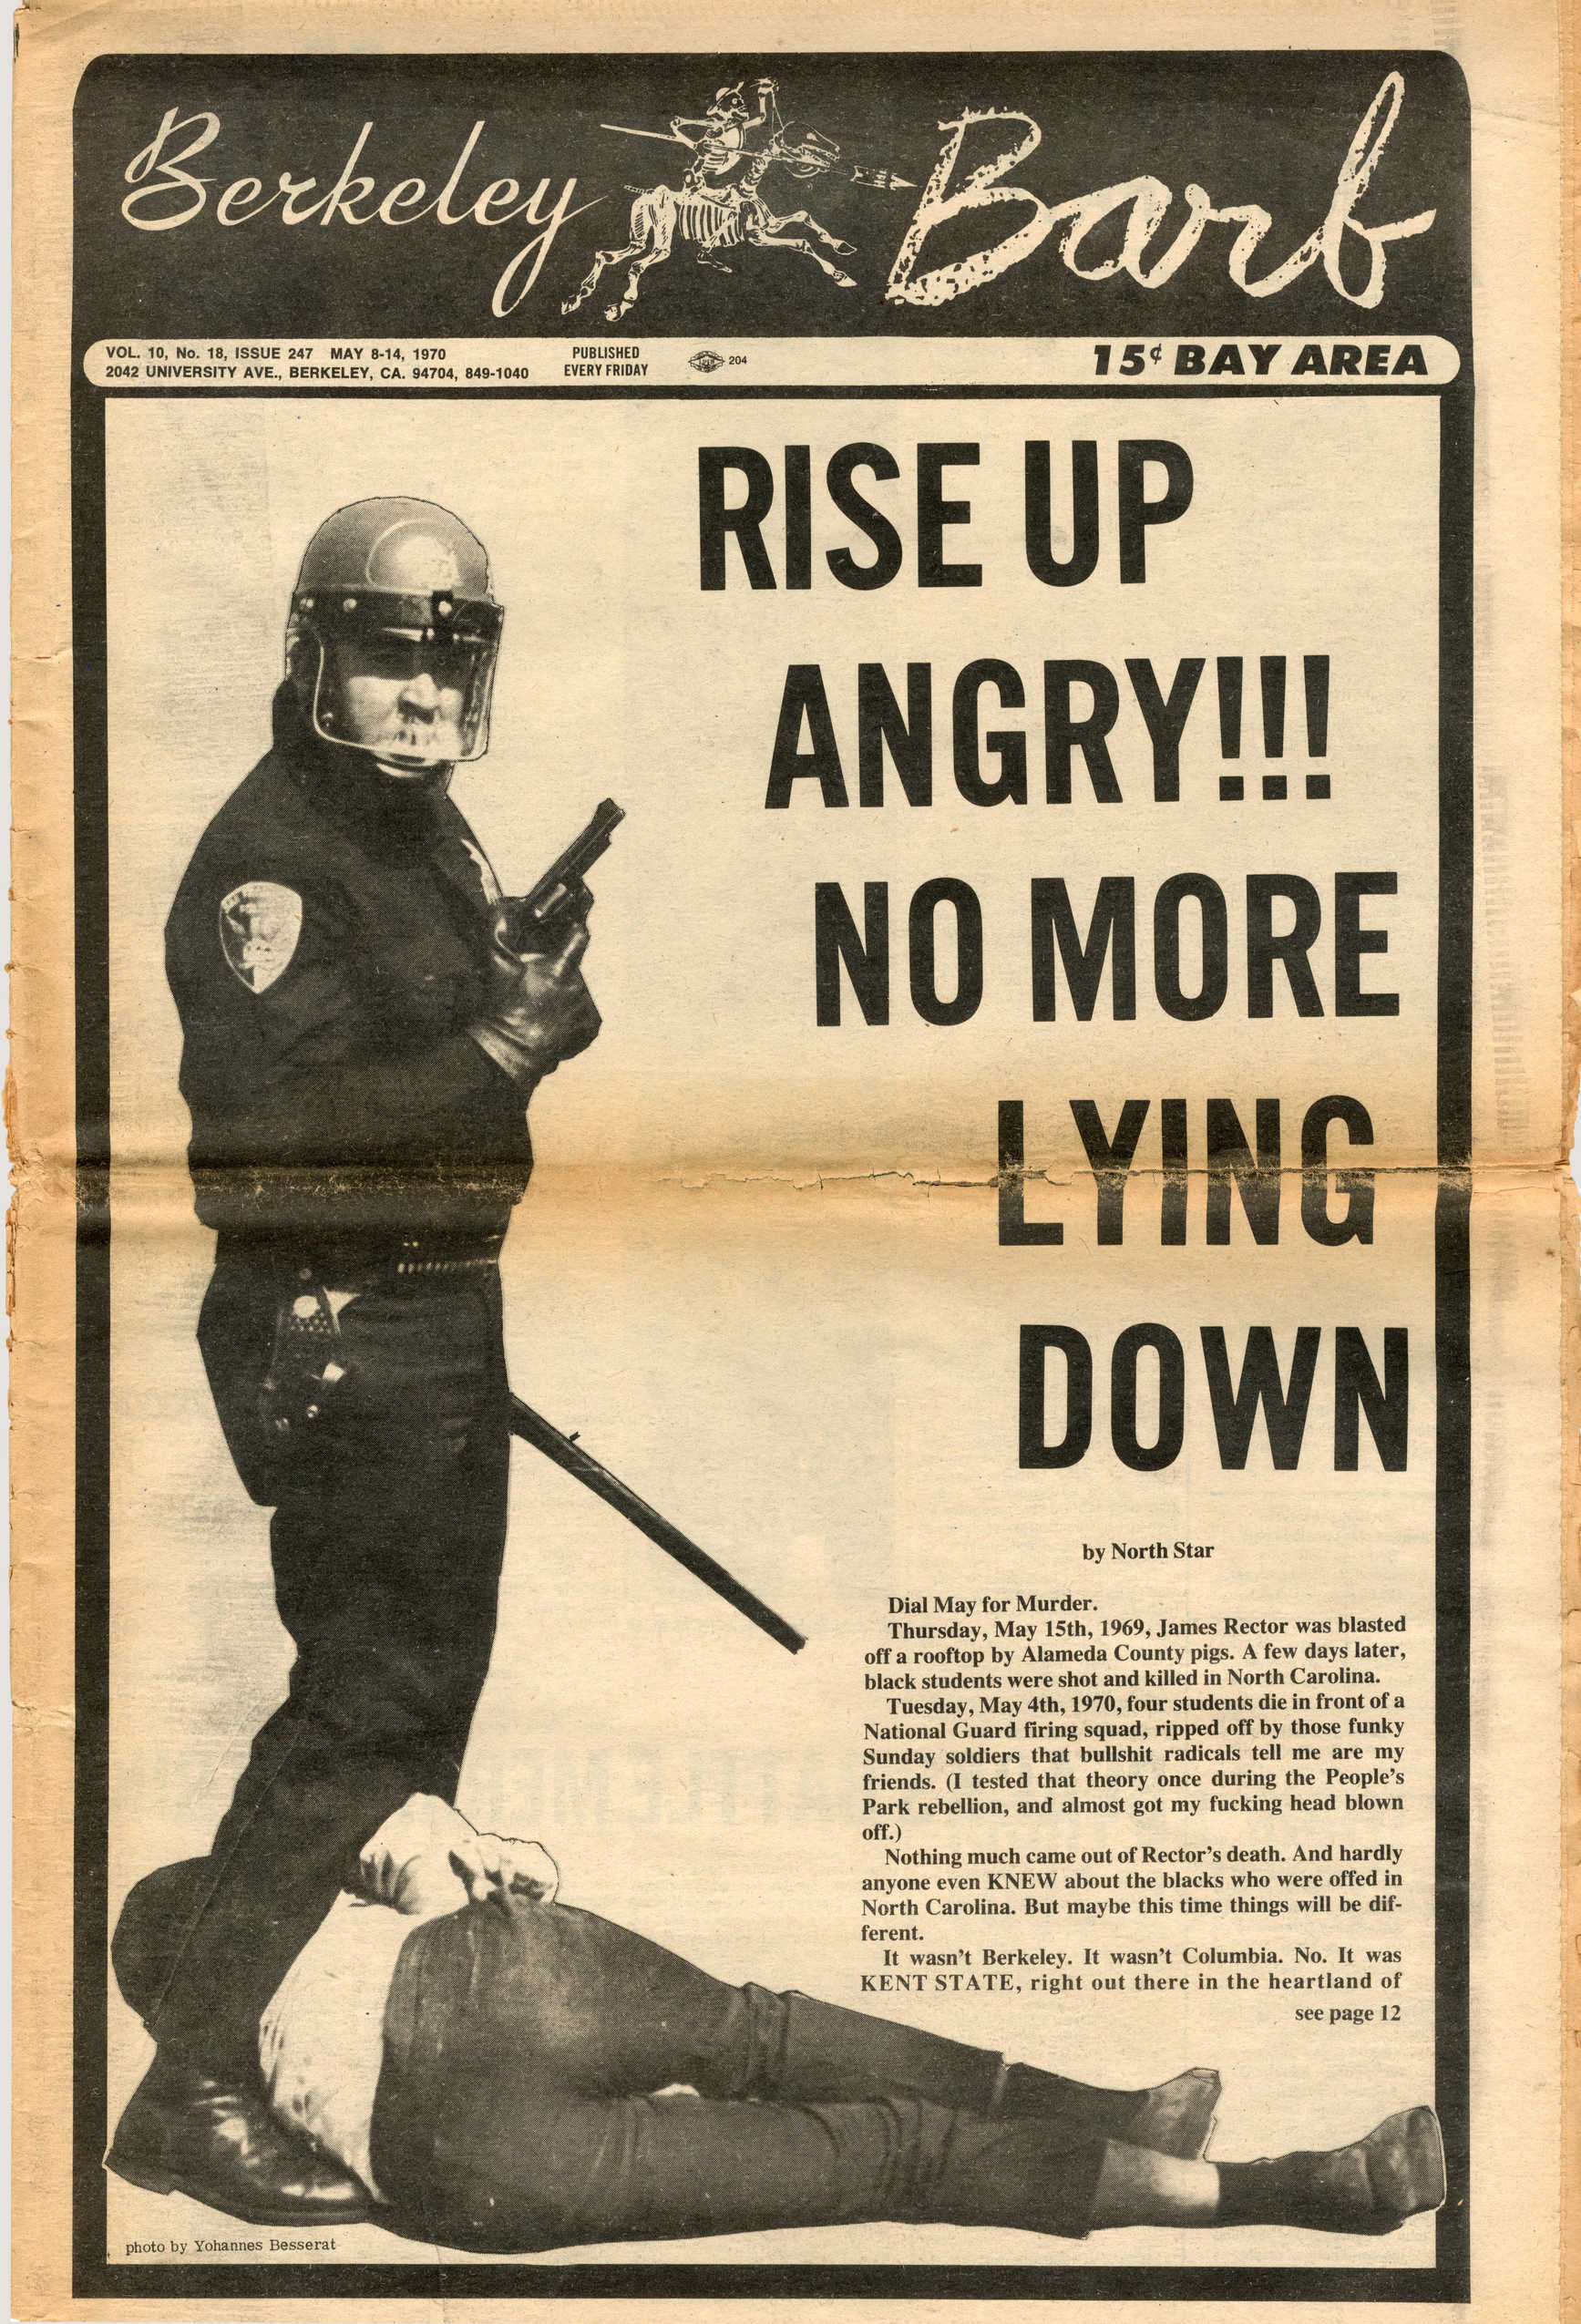 Berkeley Barb
VOL. 10, No. 18, ISSUE 247 MAY 8-14, 1970
2042 UNIVERSITY AVE., BERKELEY, CA. 94704, 849-1040
PUBLISHED
EVERY FRIDAY
204
15¢ BAY AREA
RISE UP
ANGRY!!!
NO MORE
LYING
DOWN
by North Star
Dial May for Murder.
Thursday, May 15th, 1969, James Rector was blasted
off a rooftop by Alameda County pigs. A few days later,
black students were shot and killed in North Carolina.
Tuesday, May 4th, 1970, four students die in front of a
National Guard firing squad, ripped off by those funky
Sunday soldiers that bullshit radicals tell me are my
friends. (I tested that theory once during the People's
Park rebellion, and almost got my fucking head blown
off.)
Nothing much came out of Rector's death. And hardly
anyone even KNEW about the blacks who were offed in
North Carolina. But maybe this time things will be dif-
ferent.
It wasn't Berkeley. It wasn't Columbia. No. It was
KENT STATE, right out there in the heartland of
see page 12
photo by Yohannes Besserat